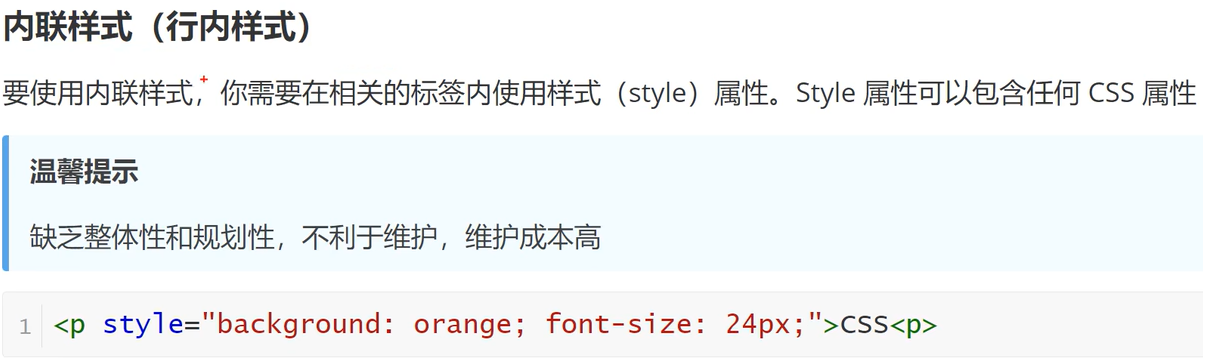 内联样式（行内样式）
要使用内联样式，你需要在相关的标签内使用样式（style）属性。Style 属性可以包含任何 CSS 属性
温馨提示
缺乏整体性和规划性，不利于维护，维护成本高
1 <p style="background: orange; font-size: 24px;">CSS<p>